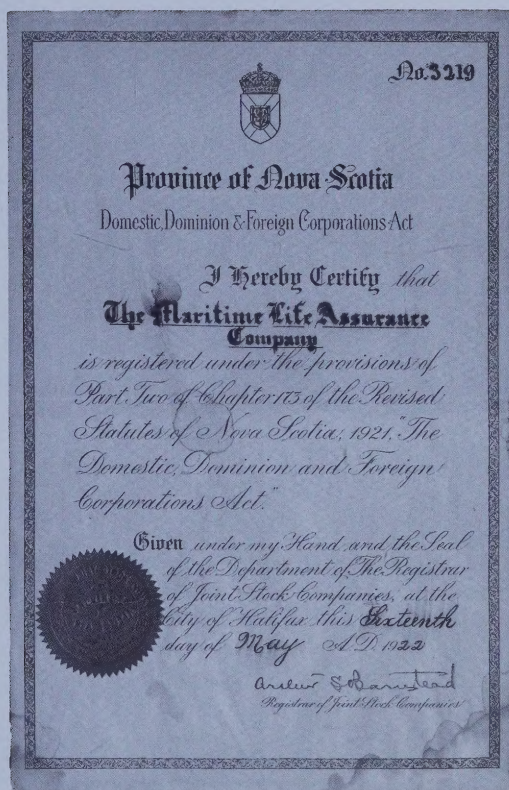 No. 3219
Province of Nova Scotia
Domestic, Dominion & Foreign Corporations Act
I Hereby Certify that
The Maritime Life Assurance
Company
is registered under the provisions of
Part Two of Chapter 173 of the Revised
Statutes of Nova Scotia, 1921, "The
Domestic, Dominion and Foreign
Corporations Act."
Given under my Hand and the Seal
of the Department of The Registrar
of Joint Stock Companies, at the
City of Halifax this Sixteenth
day of May A.D. 1922
Arthur S. Barnstead
Registrar of Joint Stock Companies